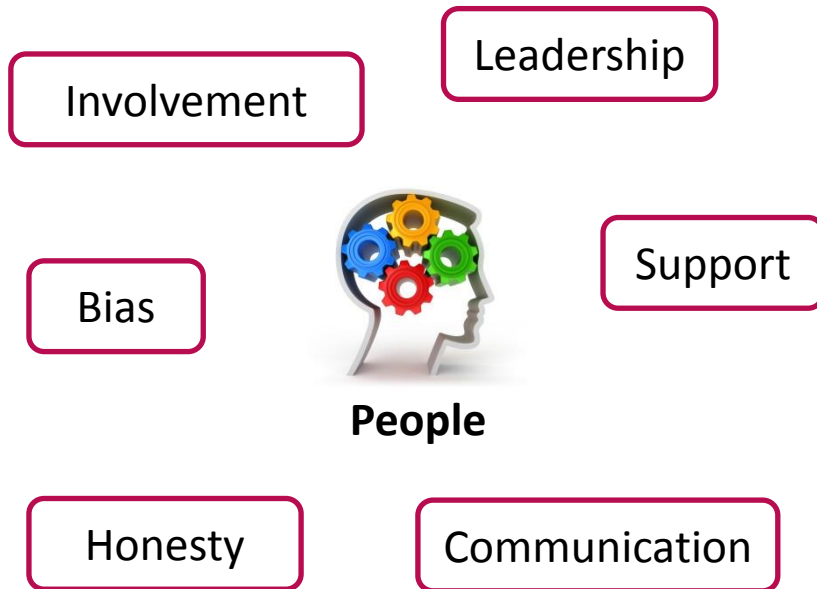 Leadership
Involvement
Support
Bias
People
Honesty
Communication